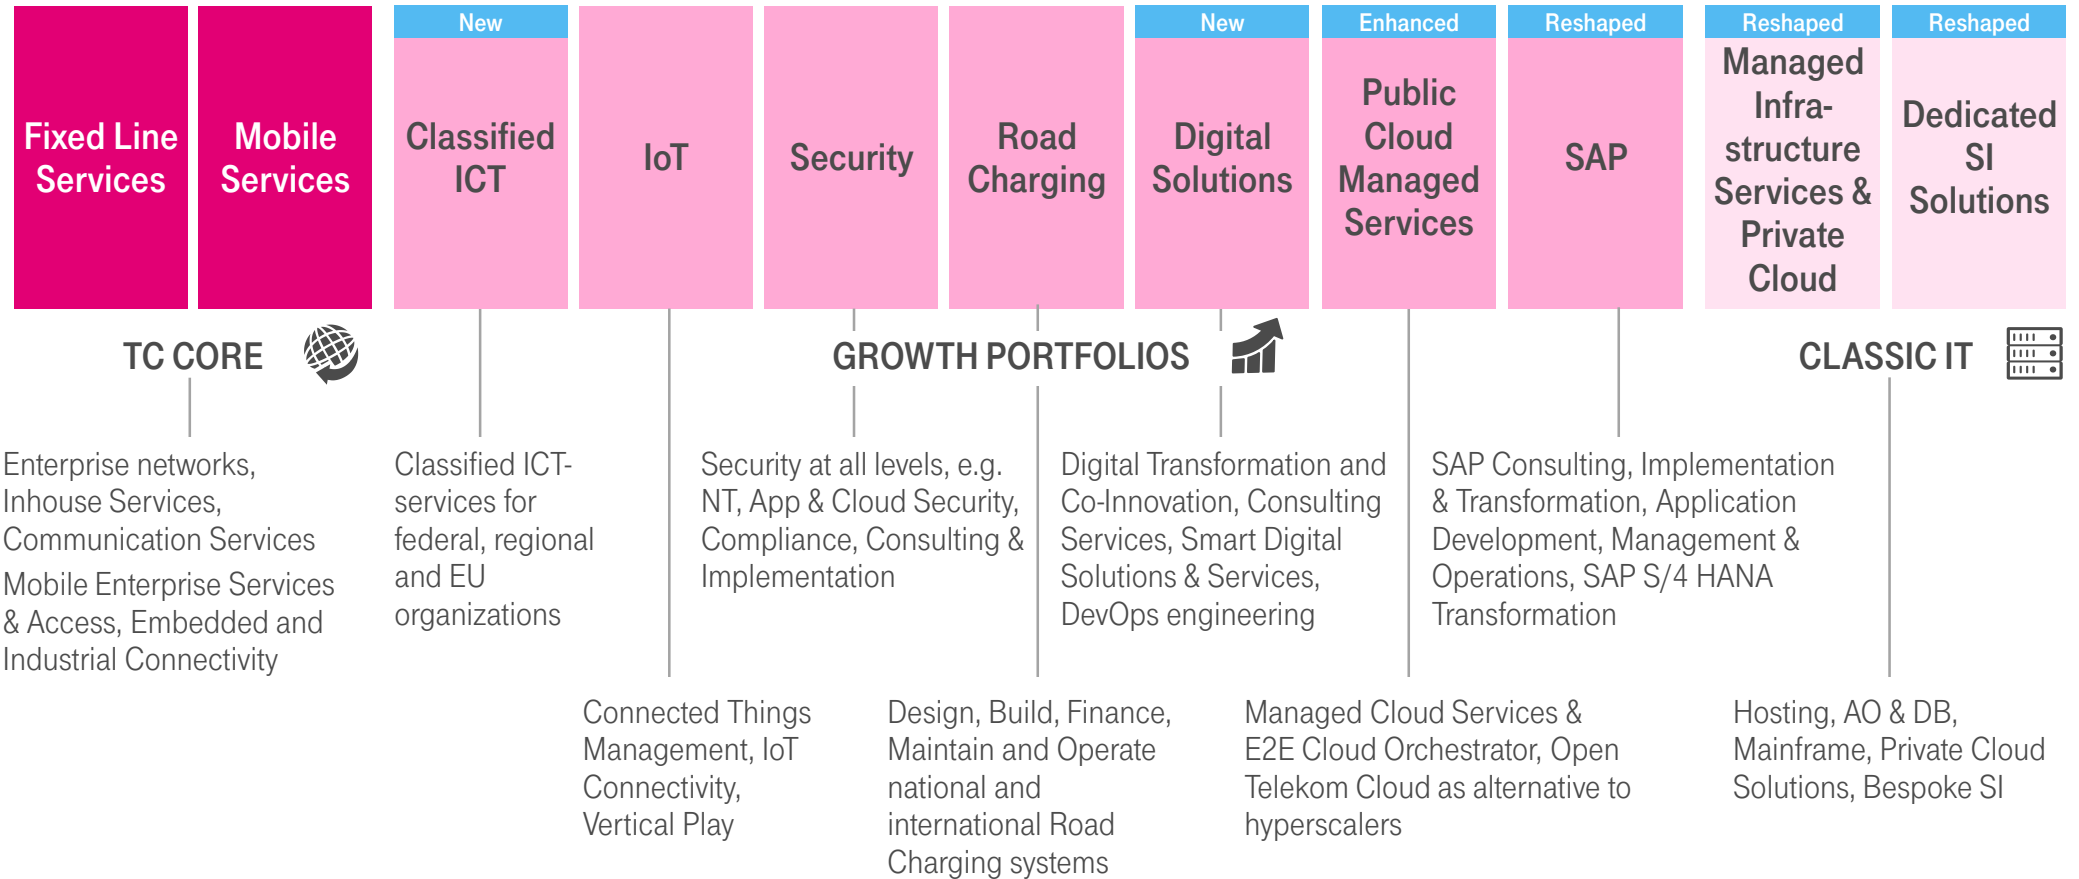 New
New
Enhanced
Reshaped
Reshaped
Reshaped
Fixed Line
Services
Mobile
Services
Classified
ICT
IoT
Security
Road
Charging
Digital
Solutions
Public
Cloud
Managed
Services
SAP
Managed
Infra-
structure
Services &
Private
Cloud
Dedicated
SI
Solutions
TC CORE
GROWTH PORTFOLIOS
CLASSIC IT
Enterprise networks,
Inhouse Services,
Communication Services
Mobile Enterprise Services
& Access, Embedded and
Industrial Connectivity
Classified ICT-
services for
federal, regional
and EU
organizations
Security at all levels, e.g.
NT, App & Cloud Security,
Compliance, Consulting &
Implementation
Digital Transformation and
Co-Innovation, Consulting
Services, Smart Digital
Solutions & Services,
DevOps engineering
SAP Consulting, Implementation
& Transformation, Application
Development, Management &
Operations, SAP S/4 HANA
Transformation
Connected Things
Management, IoT
Connectivity,
Vertical Play
Design, Build, Finance,
Maintain and Operate
national and
international Road
Charging systems
Managed Cloud Services &
E2E Cloud Orchestrator, Open
Telekom Cloud as alternative to
hyperscalers
Hosting, AO & DB,
Mainframe, Private Cloud
Solutions, Bespoke SI